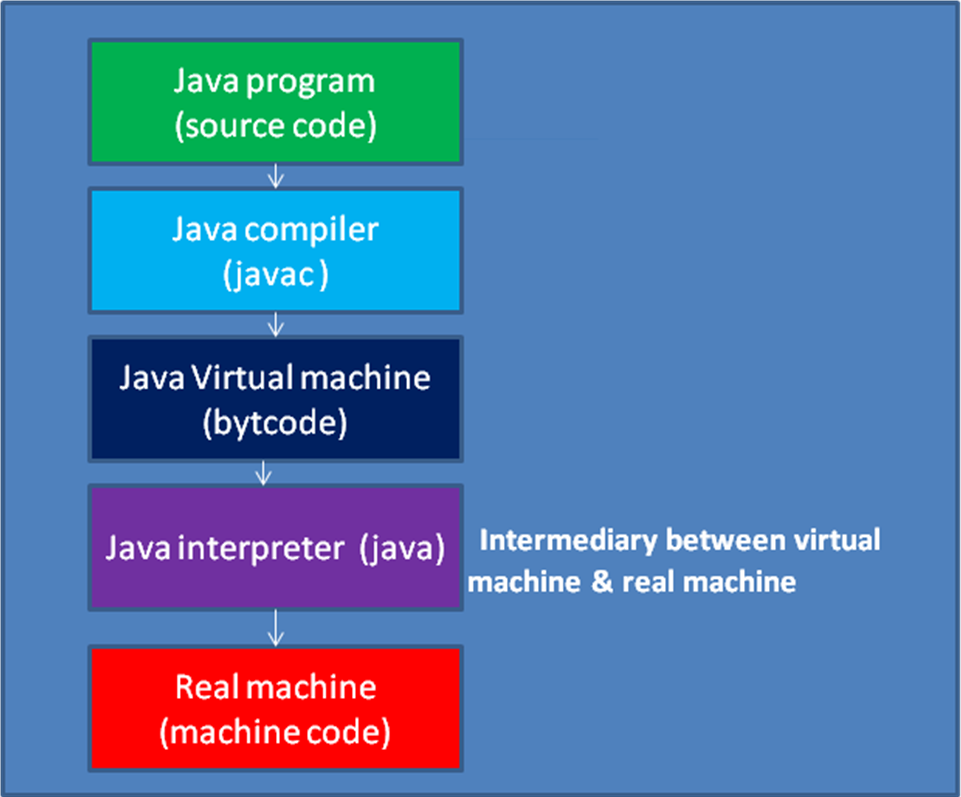 Java program
(source code)
Java compiler
(javac )
Java Virtual machine
(bytcode)
Java interpreter (java)
Intermediary between virtual
machine & real machine
Real machine
(machine code)